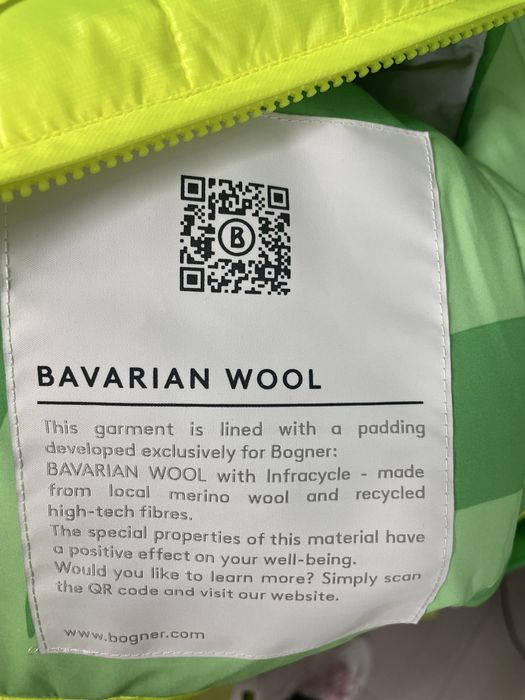 B
BAVARIAN WOOL
This garment is lined with a padding
developed exclusively for Bogner:
BAVARIAN WOOL with Infracycle - made
from local merino wool and recycled
high-tech fibres.
The special properties of this material have
a positive effect on your well-being.
Would you like to learn more? Simply scan
the QR code and visit our website.
www.bogner.com